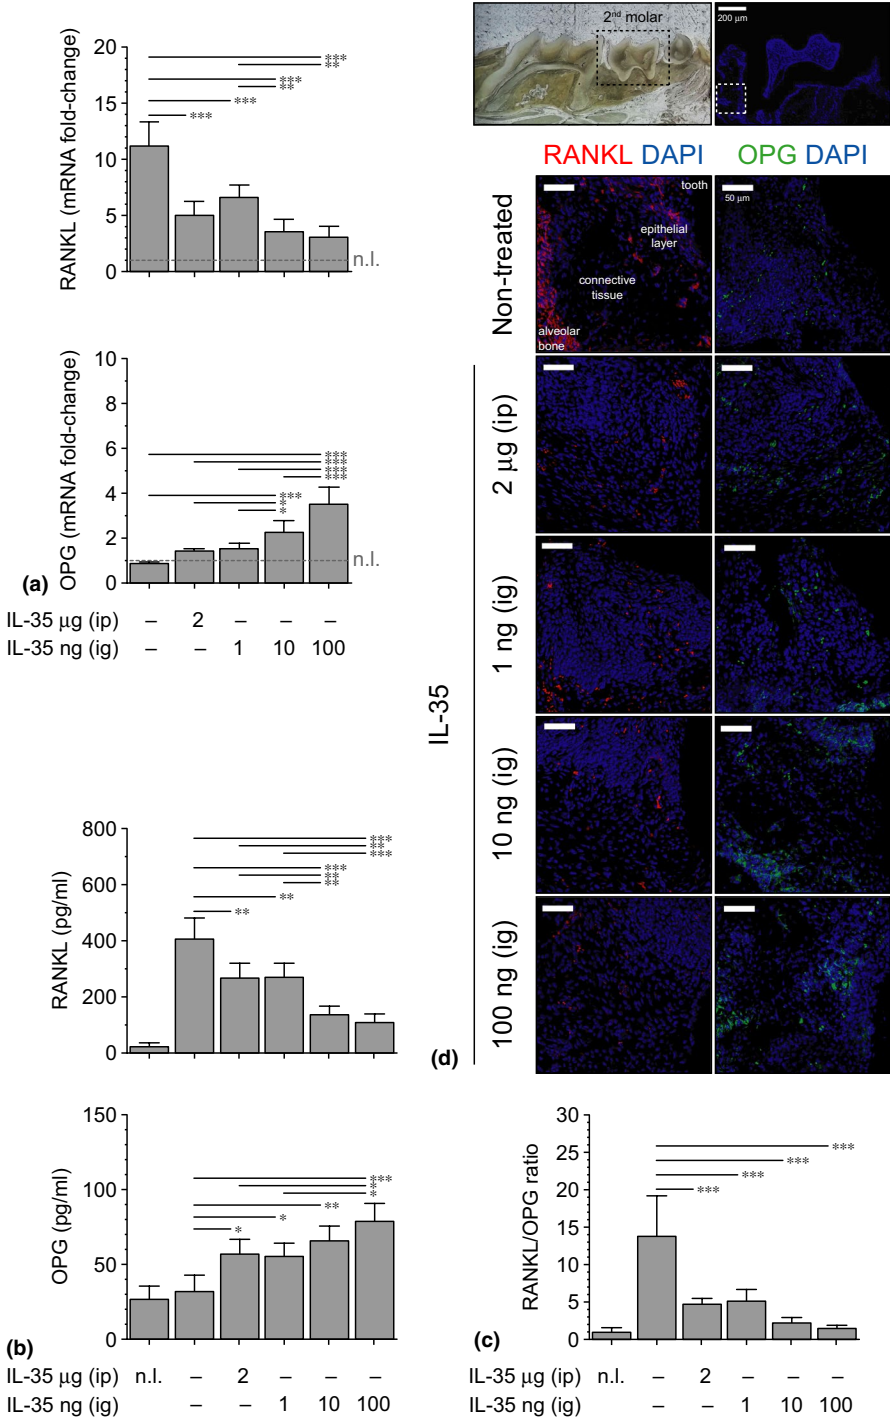 RANKL (mRNA fold-change)
20
15
10
5
0
***
**
***
**
***
***
n.l.
OPG (mRNA fold-change)
10
8
6
4
2
0
***
***
***
***
***
*
*
n.l.
(a)
IL-35 μg (ip) – 2 – – –
IL-35 ng (ig) – – 1 10 100
RANKL (pg/ml)
800
600
400
200
0
***
**
***
***
**
**
**
**
OPG (pg/ml)
150
100
50
0
***
*
*
**
*
*
(b)
IL-35 μg (ip) n.l. – 2 – – –
IL-35 ng (ig) – – 1 10 100
2nd molar
200 μm
RANKL DAPI
OPG DAPI
Non-treated
tooth
epithelial
layer
connective
tissue
alveolar
bone
50 μm
IL-35
2 μg (ip)
1 ng (ig)
10 ng (ig)
100 ng (ig)
(d)
RANKL/OPG ratio
30
25
20
15
10
5
0
***
***
***
***
(c)
IL-35 μg (ip) n.l. – 2 – – –
IL-35 ng (ig) – – 1 10 100